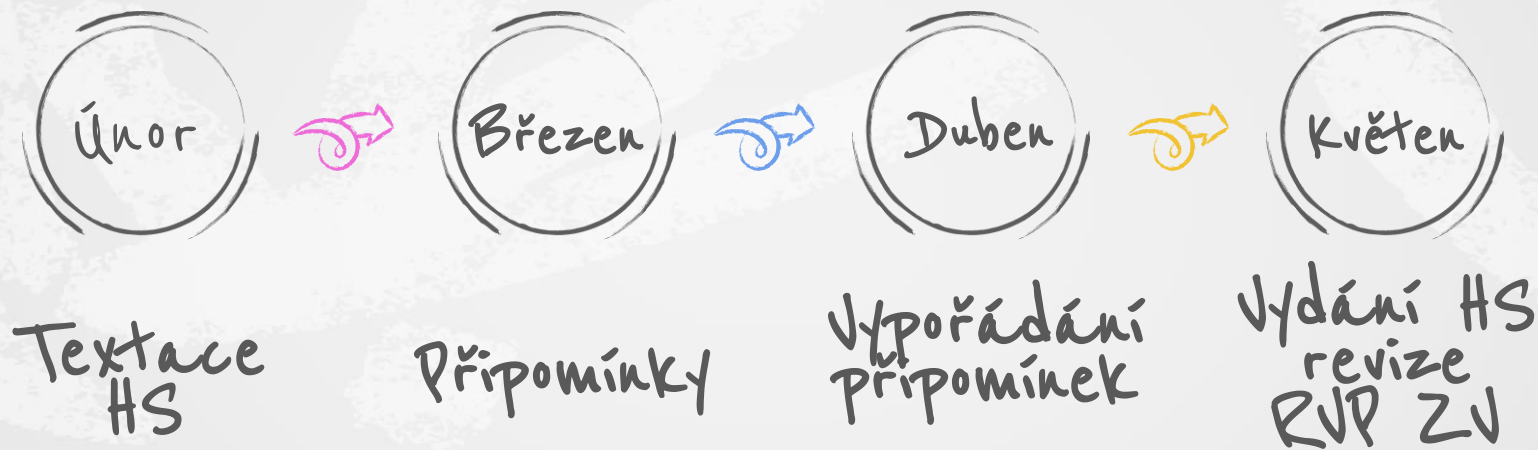 Únor
Březen
Duben
Květen
Textace
HS
Připomínky
Vypořádání
připomínek
Vydání HS
revize
RVP ZV